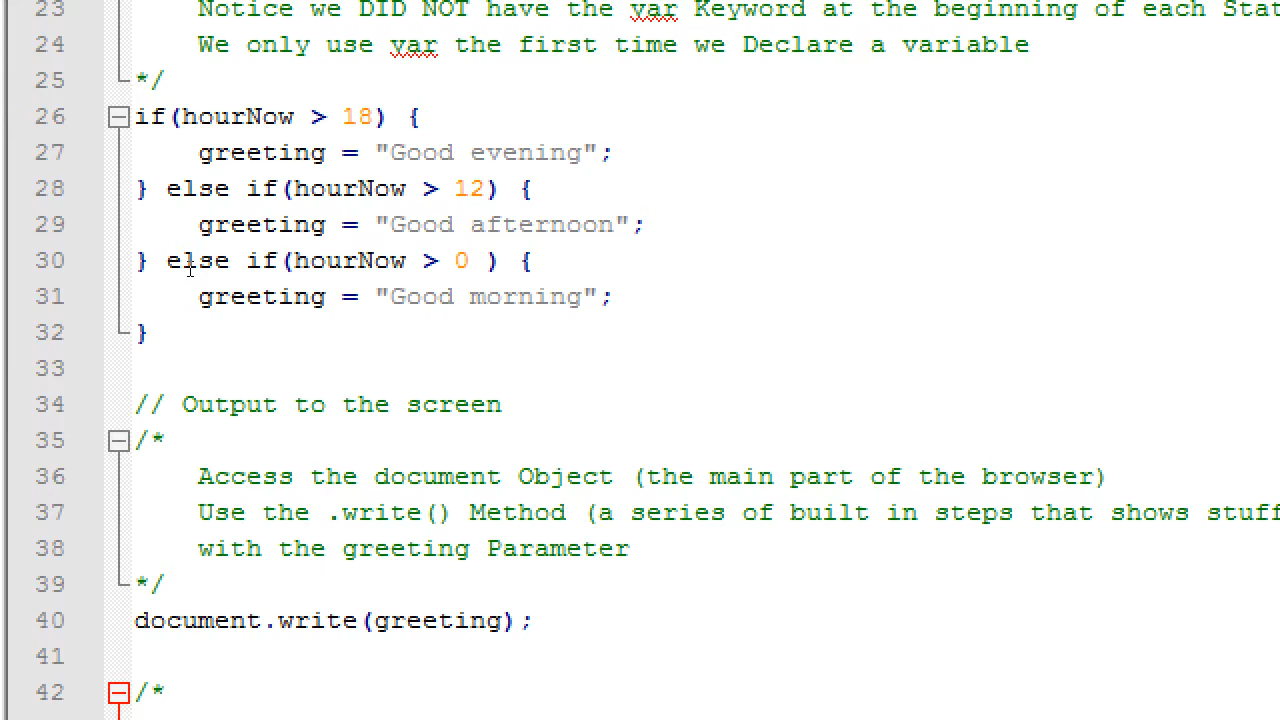 23 Notice we DID NOT have the var Keyword at the beginning of each Stat
24 We only use var the first time we Declare a variable
25 */
26 if(hourNow > 18) {
27 greeting = "Good evening";
28 } else if(hourNow > 12) {
29 greeting = "Good afternoon";
30 } else if(hourNow > 0 ) {
31 greeting = "Good morning";
32 }
33
34 // Output to the screen
35 /*
36 Access the document Object (the main part of the browser)
37 Use the .write() Method (a series of built in steps that shows stuff
38 with the greeting Parameter
39 */
40 document.write(greeting);
41
42 /*